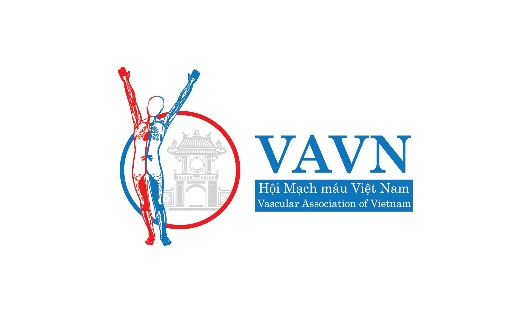 VAVN
Hội Mạch máu Việt Nam
Vascular Association of Vietnam